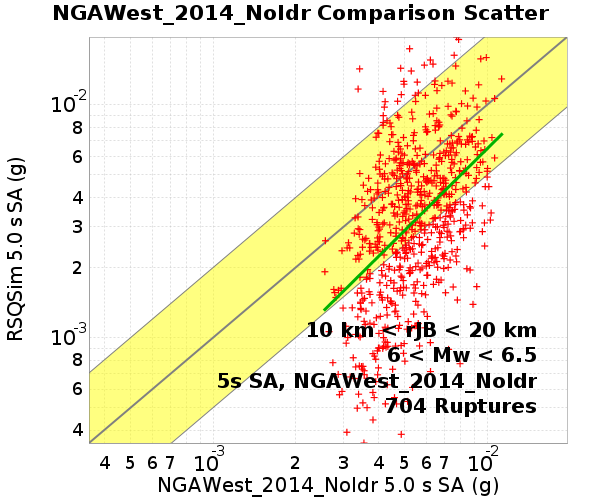 NGAWest_2014_NoIdr Comparison Scatter
RSQSim 5.0 s SA (g)
10-2
8
6
4
3
2
10-3
8
6
4
10 km < rJB < 20 km
6 < Mw < 6.5
5s SA, NGAWest_2014_NoIdr
704 Ruptures
4 5 6 7 10-3 2 3 4 5 6 7 10-2
NGAWest_2014_NoIdr 5.0 s SA (g)